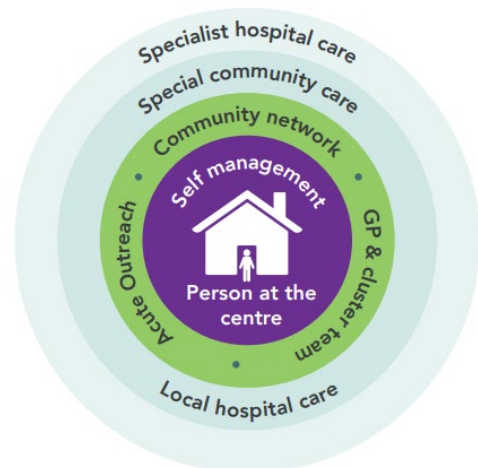 Specialist hospital care
Special community care
Community network
Self management
Acute Outreach
GP & cluster team
Person at the
centre
Local hospital care